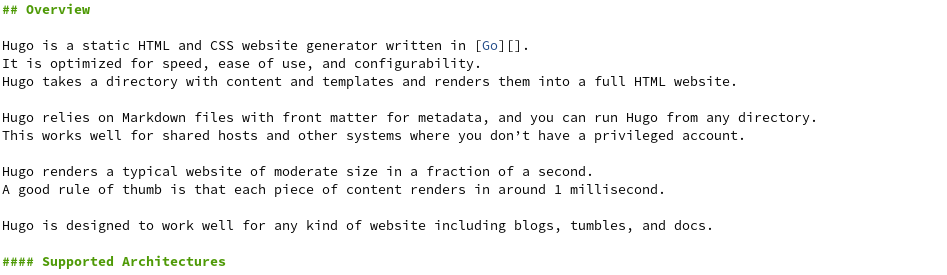 ## Overview
Hugo is a static HTML and CSS website generator written in [Go][].
It is optimized for speed, ease of use, and configurability.
Hugo takes a directory with content and templates and renders them into a full HTML website.
Hugo relies on Markdown files with front matter for metadata, and you can run Hugo from any directory.
This works well for shared hosts and other systems where you don’t have a privileged account.
Hugo renders a typical website of moderate size in a fraction of a second.
A good rule of thumb is that each piece of content renders in around 1 millisecond.
Hugo is designed to work well for any kind of website including blogs, tumbles, and docs.
#### Supported Architectures